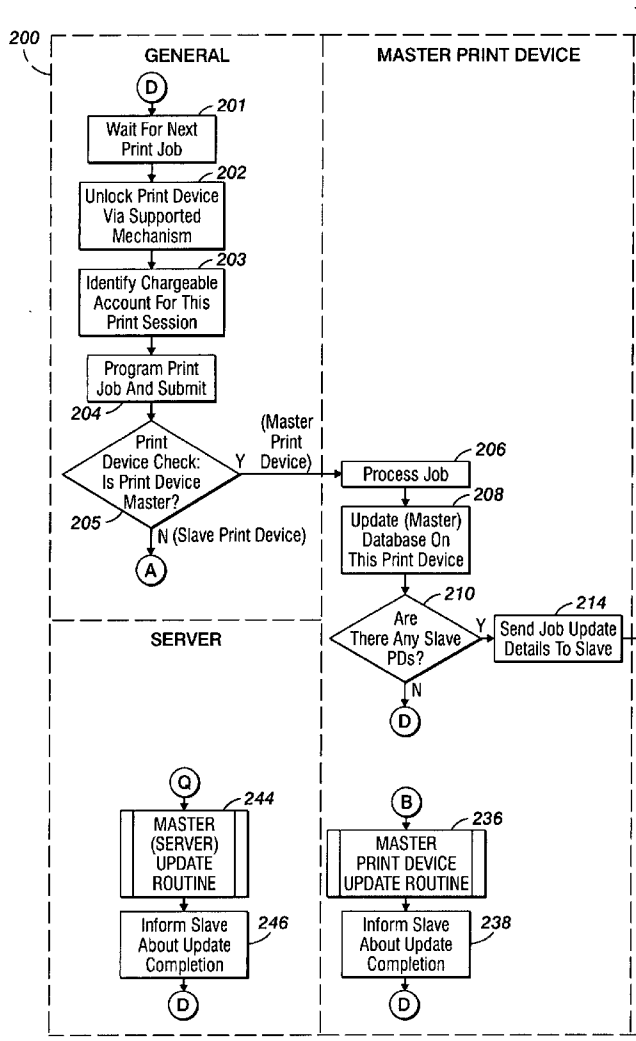 200
GENERAL
D
201
Wait For Next
Print Job
202
Unlock Print Device
Via Supported
Mechanism
203
Identify Chargeable
Account For This
Print Session
Program Print
Job And Submit
204
Print
Device Check:
Is Print Device
Master?
205
Y
(Master
Print
Device)
N (Slave Print Device)
A
MASTER PRINT DEVICE
206
Process Job
208
Update (Master)
Database On
This Print Device
210
Are
There Any Slave
PDs?
Y
N
D
214
Send Job Update
Details To Slave
SERVER
Q
244
MASTER
(SERVER)
UPDATE
ROUTINE
Inform Slave
About Update
Completion
246
D
B
236
MASTER
PRINT DEVICE
UPDATE ROUTINE
Inform Slave
About Update
Completion
238
D